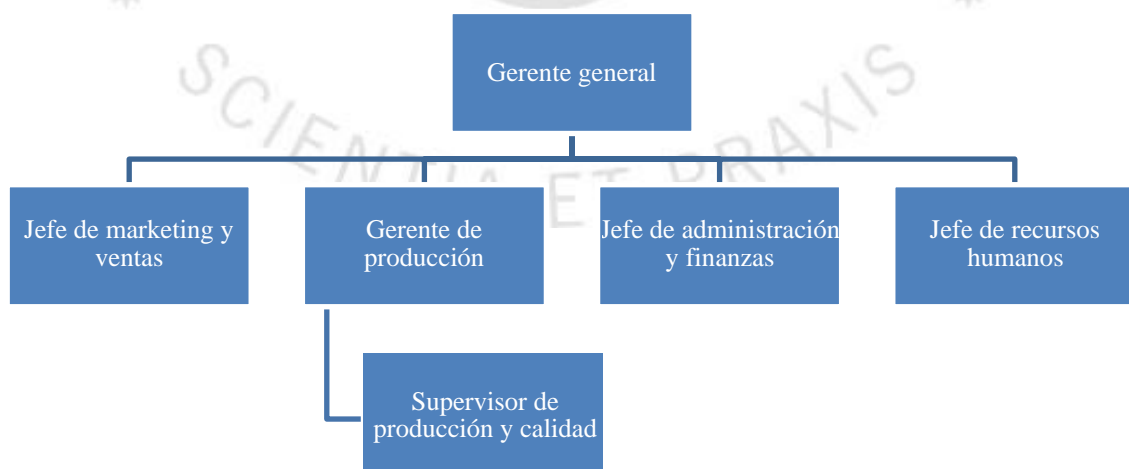 SCIENTIA ET PRAXIS
Gerente general
Jefe de marketing y
ventas
Gerente de
producción
Jefe de administración
y finanzas
Jefe de recursos
humanos
Supervisor de
producción y calidad